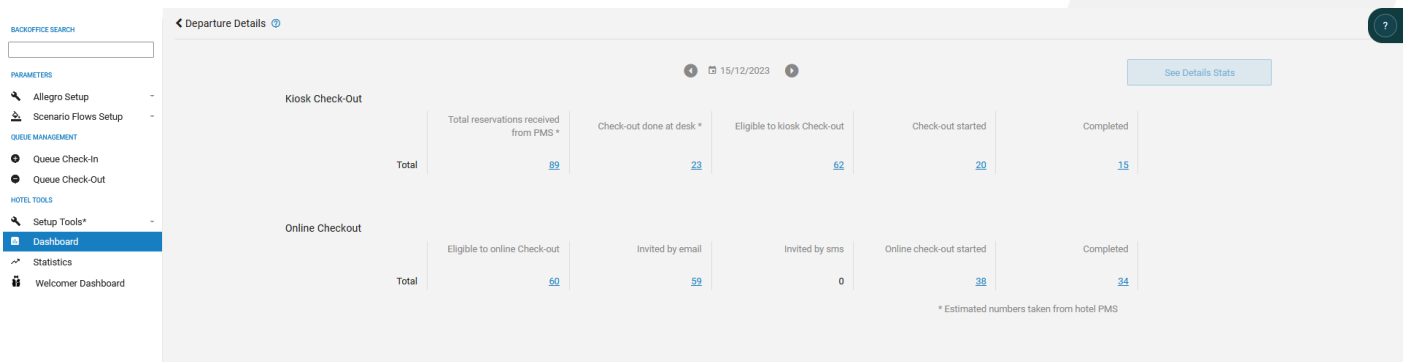 BACKOFFICE SEARCH
PARAMETERS
Allegro Setup
Scenario Flows Setup
QUEUE MANAGEMENT
Queue Check-In
Queue Check-Out
HOTEL TOOLS
Setup Tools*
Dashboard
Statistics
Welcomer Dashboard
Departure Details ?
?
15/12/2023
See Details Stats
Kiosk Check-Out
Total reservations received
from PMS *
Check-out done at desk *
Eligible to kiosk Check-out
Check-out started
Completed
Total 89 23 62 20 15
Online Checkout
Eligible to online Check-out Invited by email Invited by sms Online check-out started Completed
Total 60 59 0 38 34
* Estimated numbers taken from hotel PMS